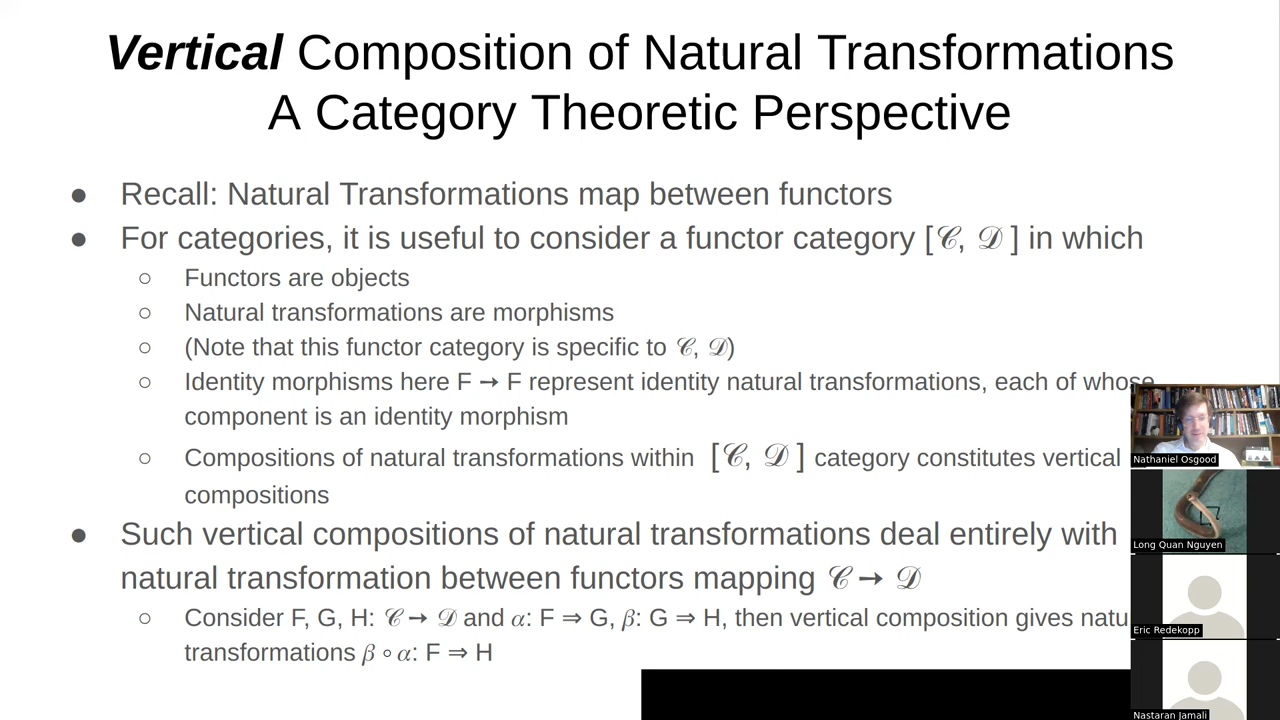 Vertical Composition of Natural Transformations
A Category Theoretic Perspective
● Recall: Natural Transformations map between functors
● For categories, it is useful to consider a functor category [𝒞, 𝒟 ] in which
○ Functors are objects
○ Natural transformations are morphisms
○ (Note that this functor category is specific to 𝒞, 𝒟)
○ Identity morphisms here F → F represent identity natural transformations, each of whose
component is an identity morphism
○ Compositions of natural transformations within [𝒞, 𝒟 ] category constitutes vertical
compositions
● Such vertical compositions of natural transformations deal entirely with
natural transformation between functors mapping 𝒞 → 𝒟
○ Consider F, G, H: 𝒞 → 𝒟 and α: F ⇒ G, β: G ⇒ H, then vertical composition gives natu
transformations β ∘ α: F ⇒ H
Nathaniel Osgood
Long Quan Nguyen
Eric Redekopp
Nastaran Jamali